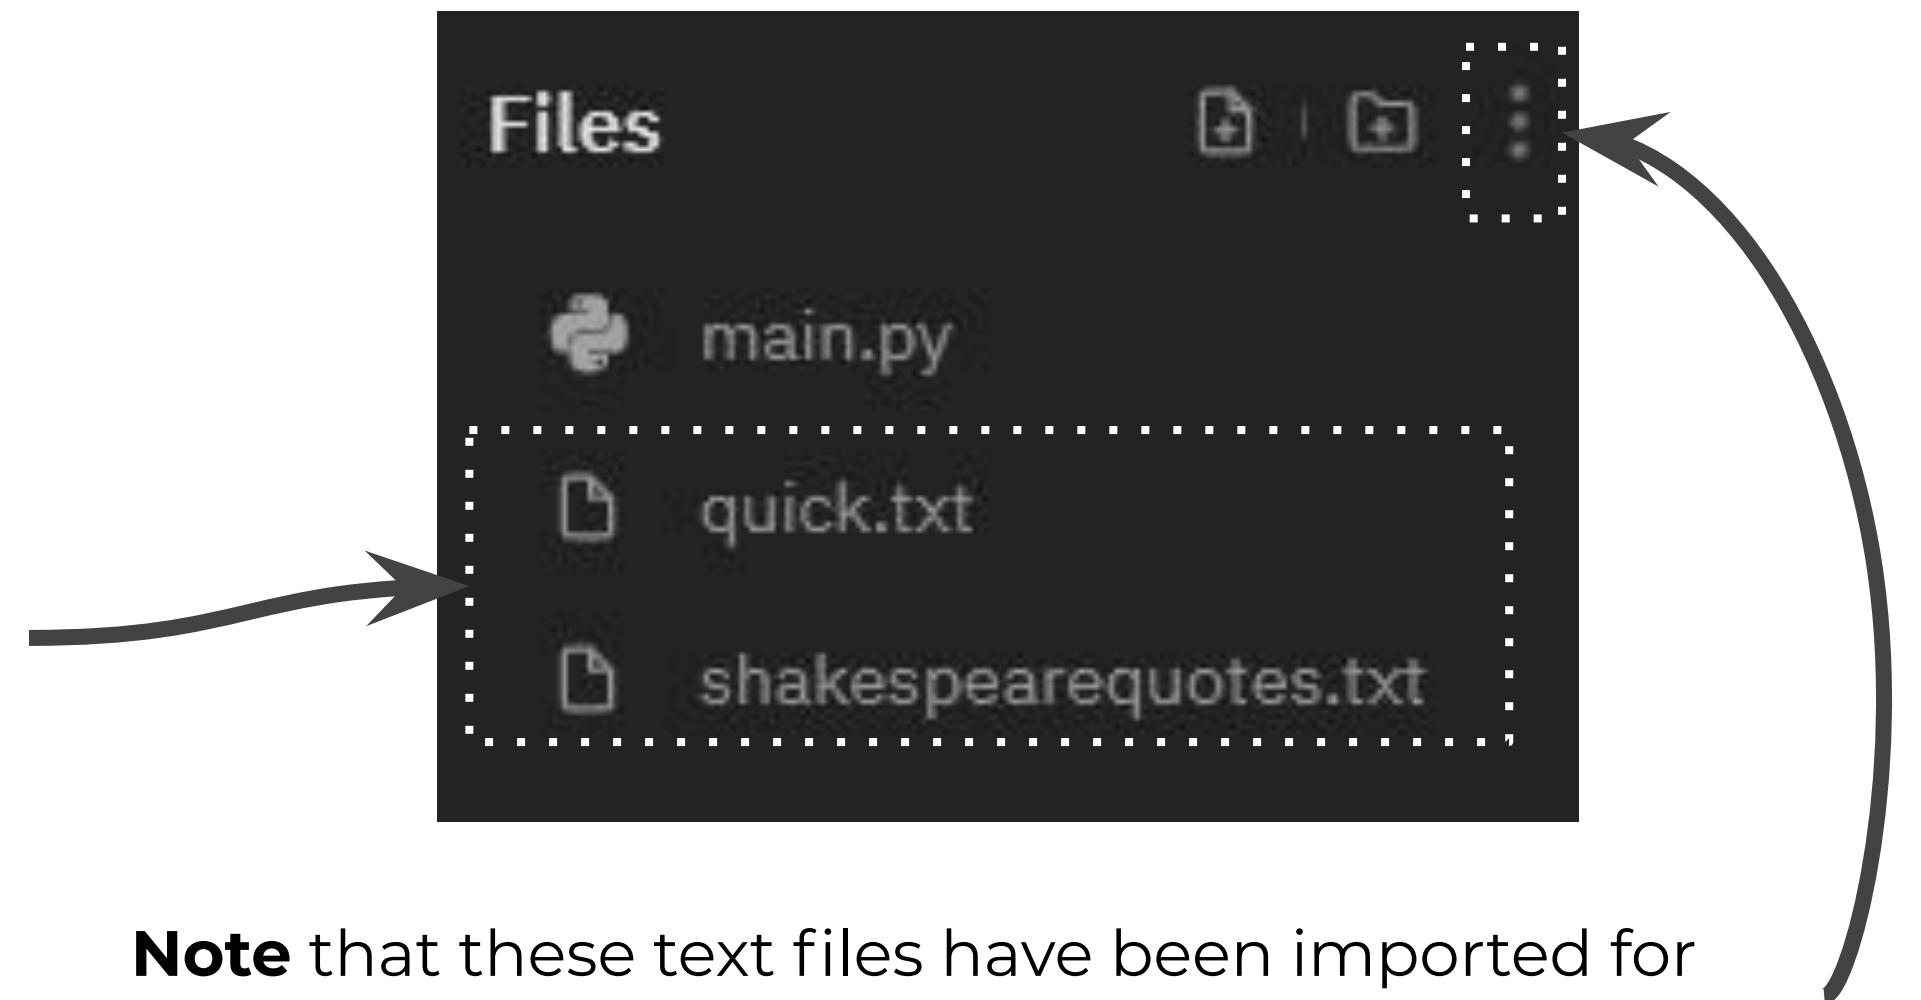 Files
main.py
quick.txt
shakespearequotes.txt
Note that these text files have been imported for